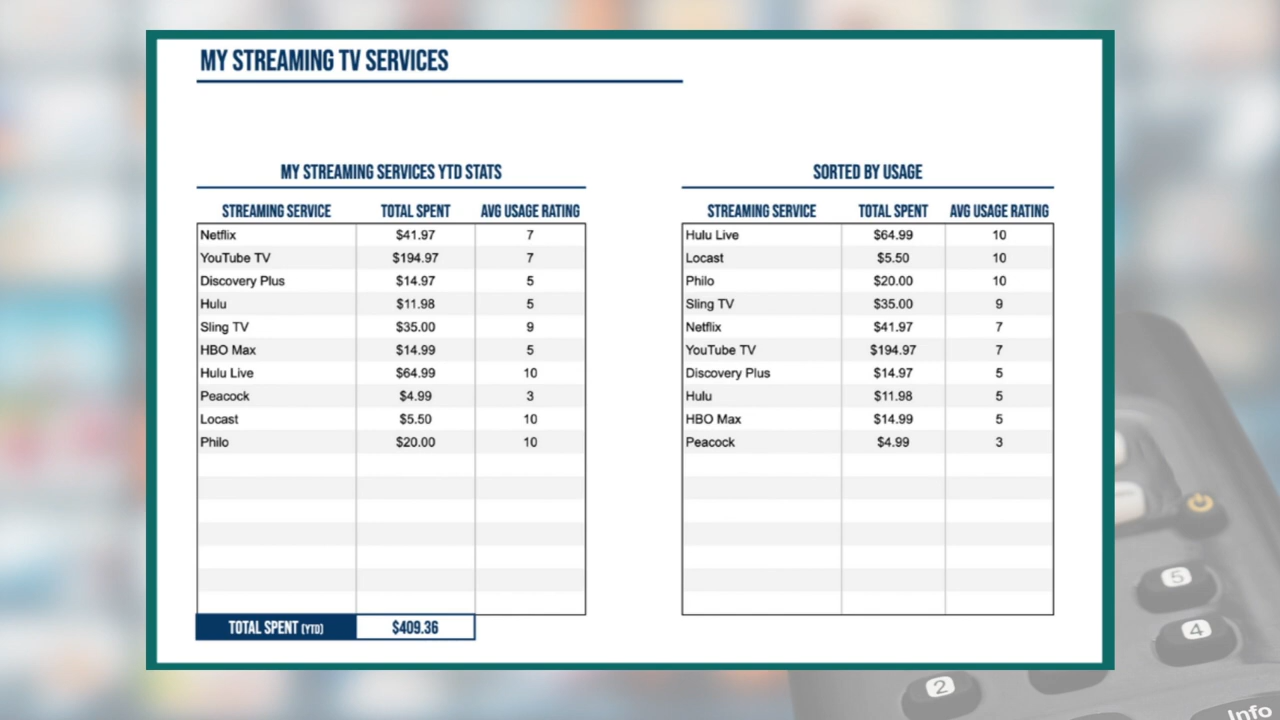 MY STREAMING TV SERVICES
MY STREAMING SERVICES YTD STATS
STREAMING SERVICE TOTAL SPENT AVG USAGE RATING
Netflix $41.97 7
YouTube TV $194.97 7
Discovery Plus $14.97 5
Hulu $11.98 5
Sling TV $35.00 9
HBO Max $14.99 5
Hulu Live $64.99 10
Peacock $4.99 3
Locast $5.50 10
Philo $20.00 10
TOTAL SPENT (YTD) $409.36
SORTED BY USAGE
STREAMING SERVICE TOTAL SPENT AVG USAGE RATING
Hulu Live $64.99 10
Locast $5.50 10
Philo $20.00 10
Sling TV $35.00 9
Netflix $41.97 7
YouTube TV $194.97 7
Discovery Plus $14.97 5
Hulu $11.98 5
HBO Max $14.99 5
Peacock $4.99 3
5
4
2
Info